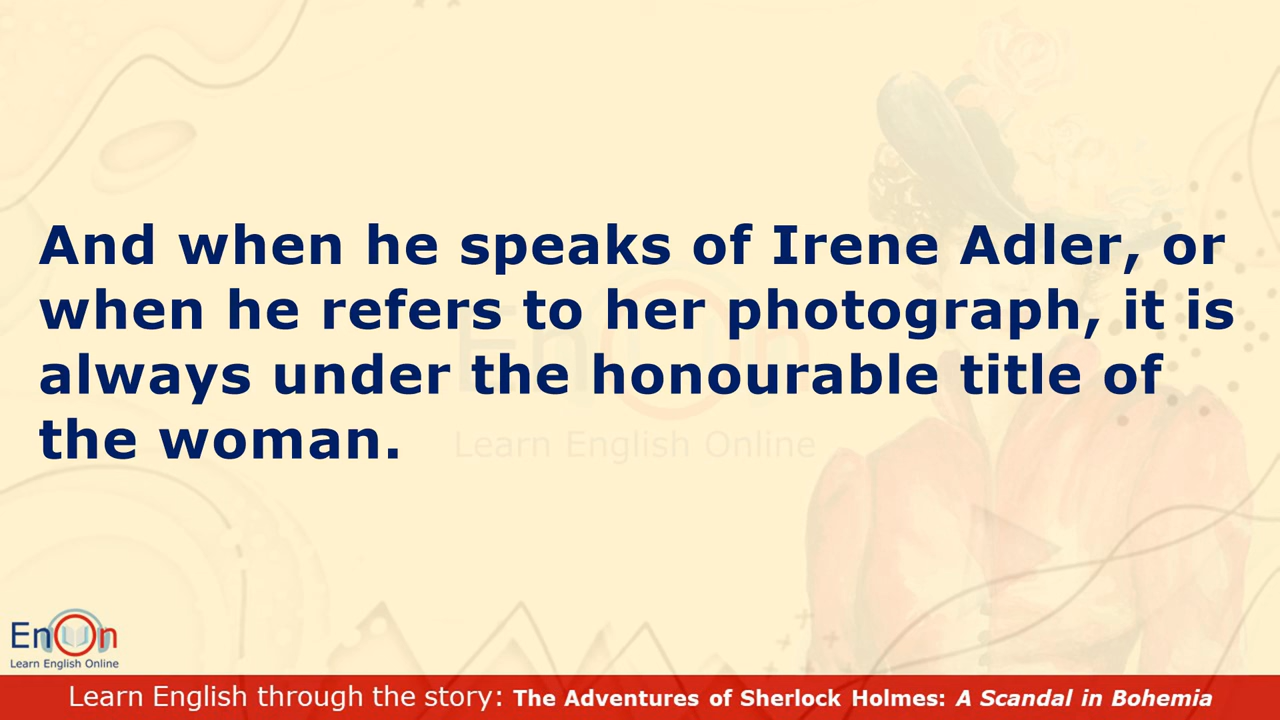 And when he speaks of Irene Adler, or
when he refers to her photograph, it is
always under the honourable title of
the woman.
EnOn
Learn English Online
EnOn
Learn English Online
Learn English through the story: The Adventures of Sherlock Holmes: A Scandal in Bohemia